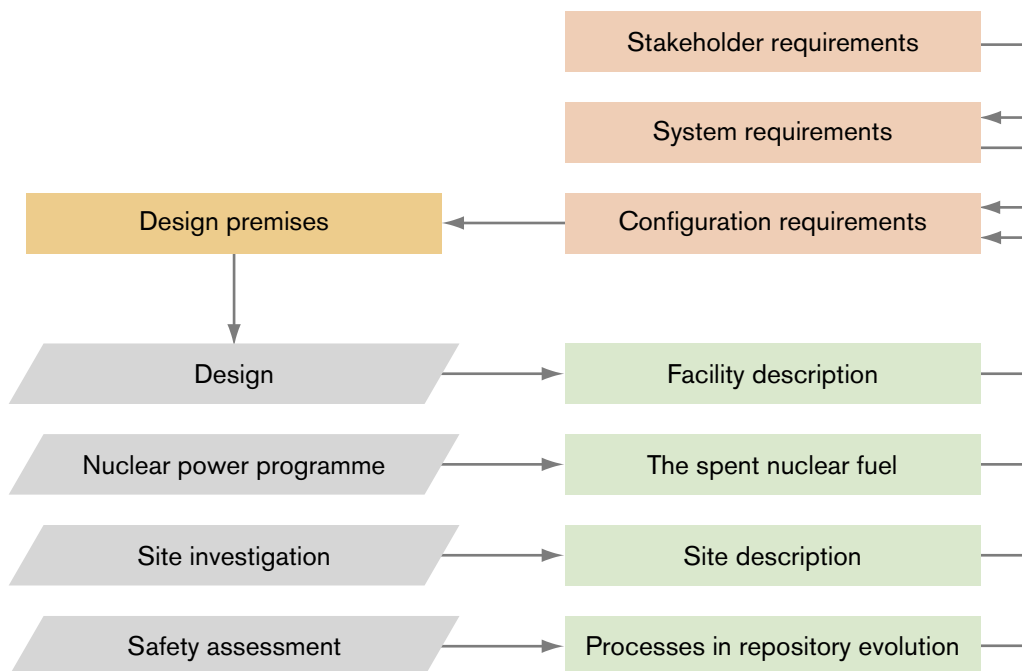 Stakeholder requirements
System requirements
Design premises
Configuration requirements
Design
Facility description
Nuclear power programme
The spent nuclear fuel
Site investigation
Site description
Safety assessment
Processes in repository evolution